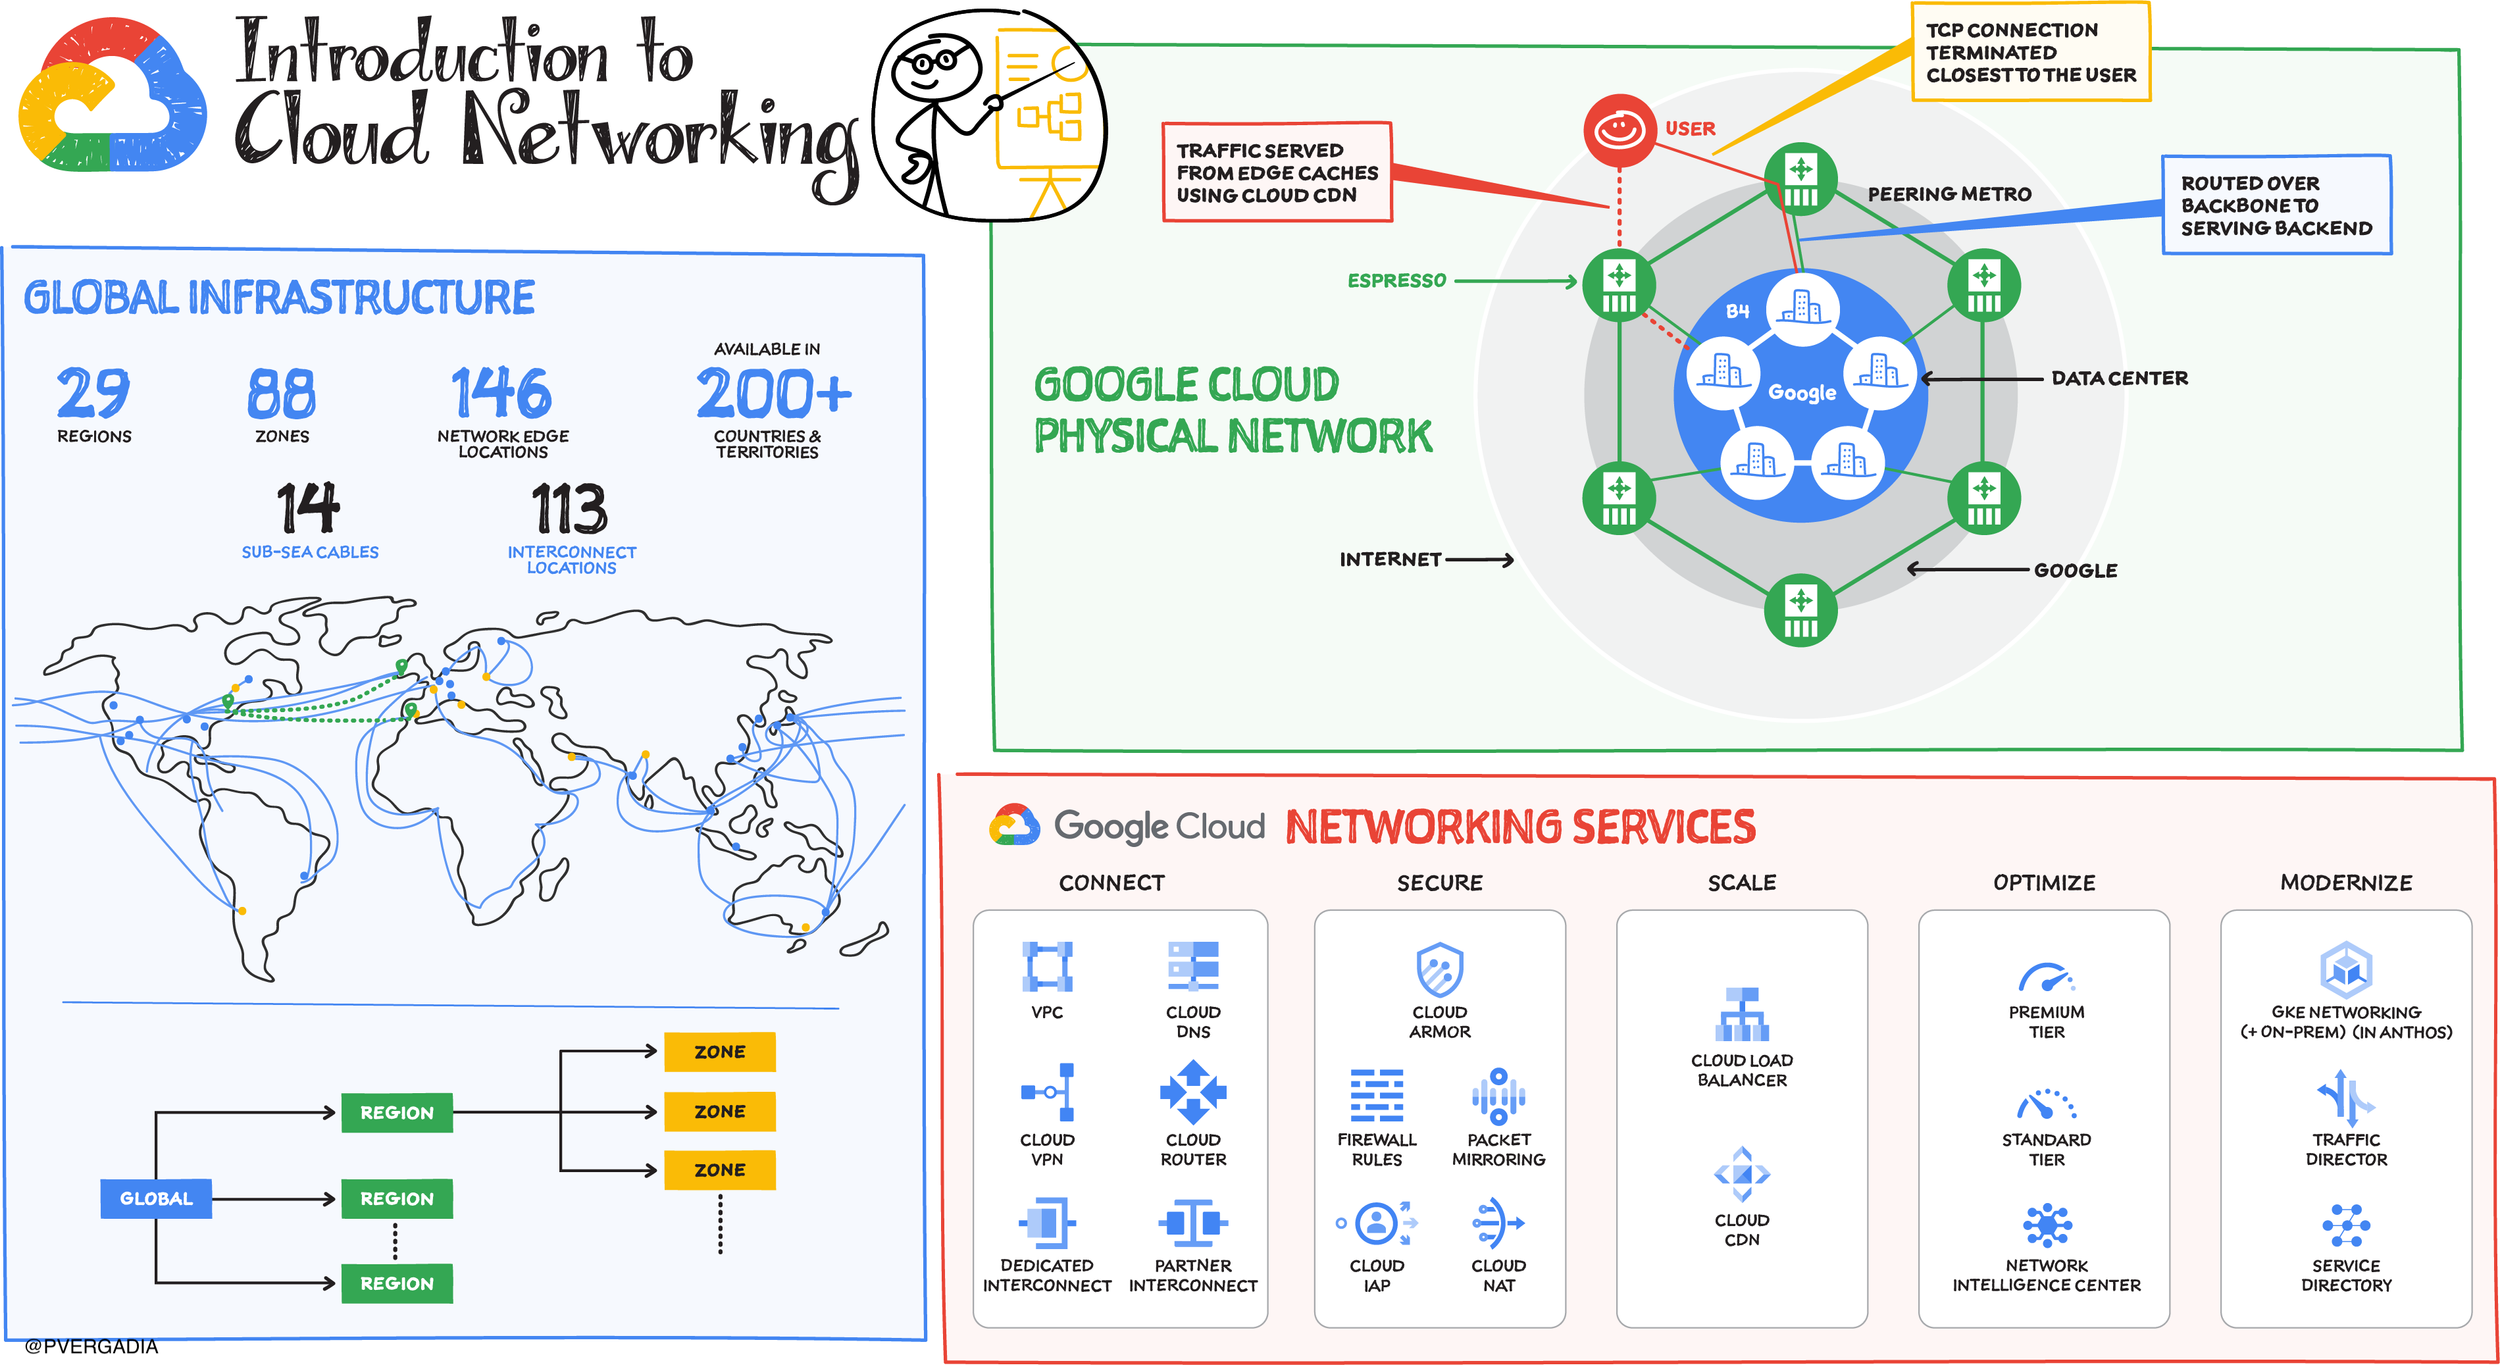 Introduction to
Cloud Networking
GLOBAL INFRASTRUCTURE
29
REGIONS
88
ZONES
146
NETWORK EDGE
LOCATIONS
AVAILABLE IN
200+
COUNTRIES &
TERRITORIES
14
SUB-SEA CABLES
113
INTERCONNECT
LOCATIONS
GLOBAL
REGION
REGION
REGION
ZONE
ZONE
ZONE
@PVERGADIA
GOOGLE CLOUD
PHYSICAL NETWORK
TCP CONNECTION
TERMINATED
CLOSEST TO THE USER
TRAFFIC SERVED
FROM EDGE CACHES
USING CLOUD CDN
USER
PEERING METRO
ROUTED OVER
BACKBONE TO
SERVING BACKEND
ESPRESSO
B4
Google
DATA CENTER
INTERNET
GOOGLE
Google Cloud NETWORKING SERVICES
CONNECT
VPC
CLOUD
DNS
CLOUD
VPN
CLOUD
ROUTER
DEDICATED
INTERCONNECT
PARTNER
INTERCONNECT
SECURE
CLOUD
ARMOR
FIREWALL
RULES
PACKET
MIRRORING
CLOUD
IAP
CLOUD
NAT
SCALE
CLOUD LOAD
BALANCER
CLOUD
CDN
OPTIMIZE
PREMIUM
TIER
STANDARD
TIER
NETWORK
INTELLIGENCE CENTER
MODERNIZE
GKE NETWORKING
(+ ON-PREM) (IN ANTHOS)
TRAFFIC
DIRECTOR
SERVICE
DIRECTORY